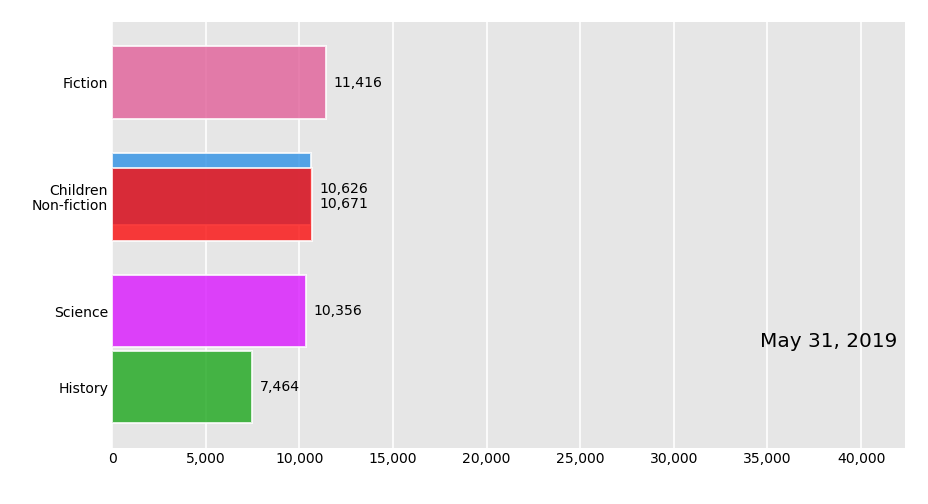 Fiction 11,416
Children 10,626
Non-fiction 10,671
Science 10,356
May 31, 2019
History 7,464
0 5,000 10,000 15,000 20,000 25,000 30,000 35,000 40,000